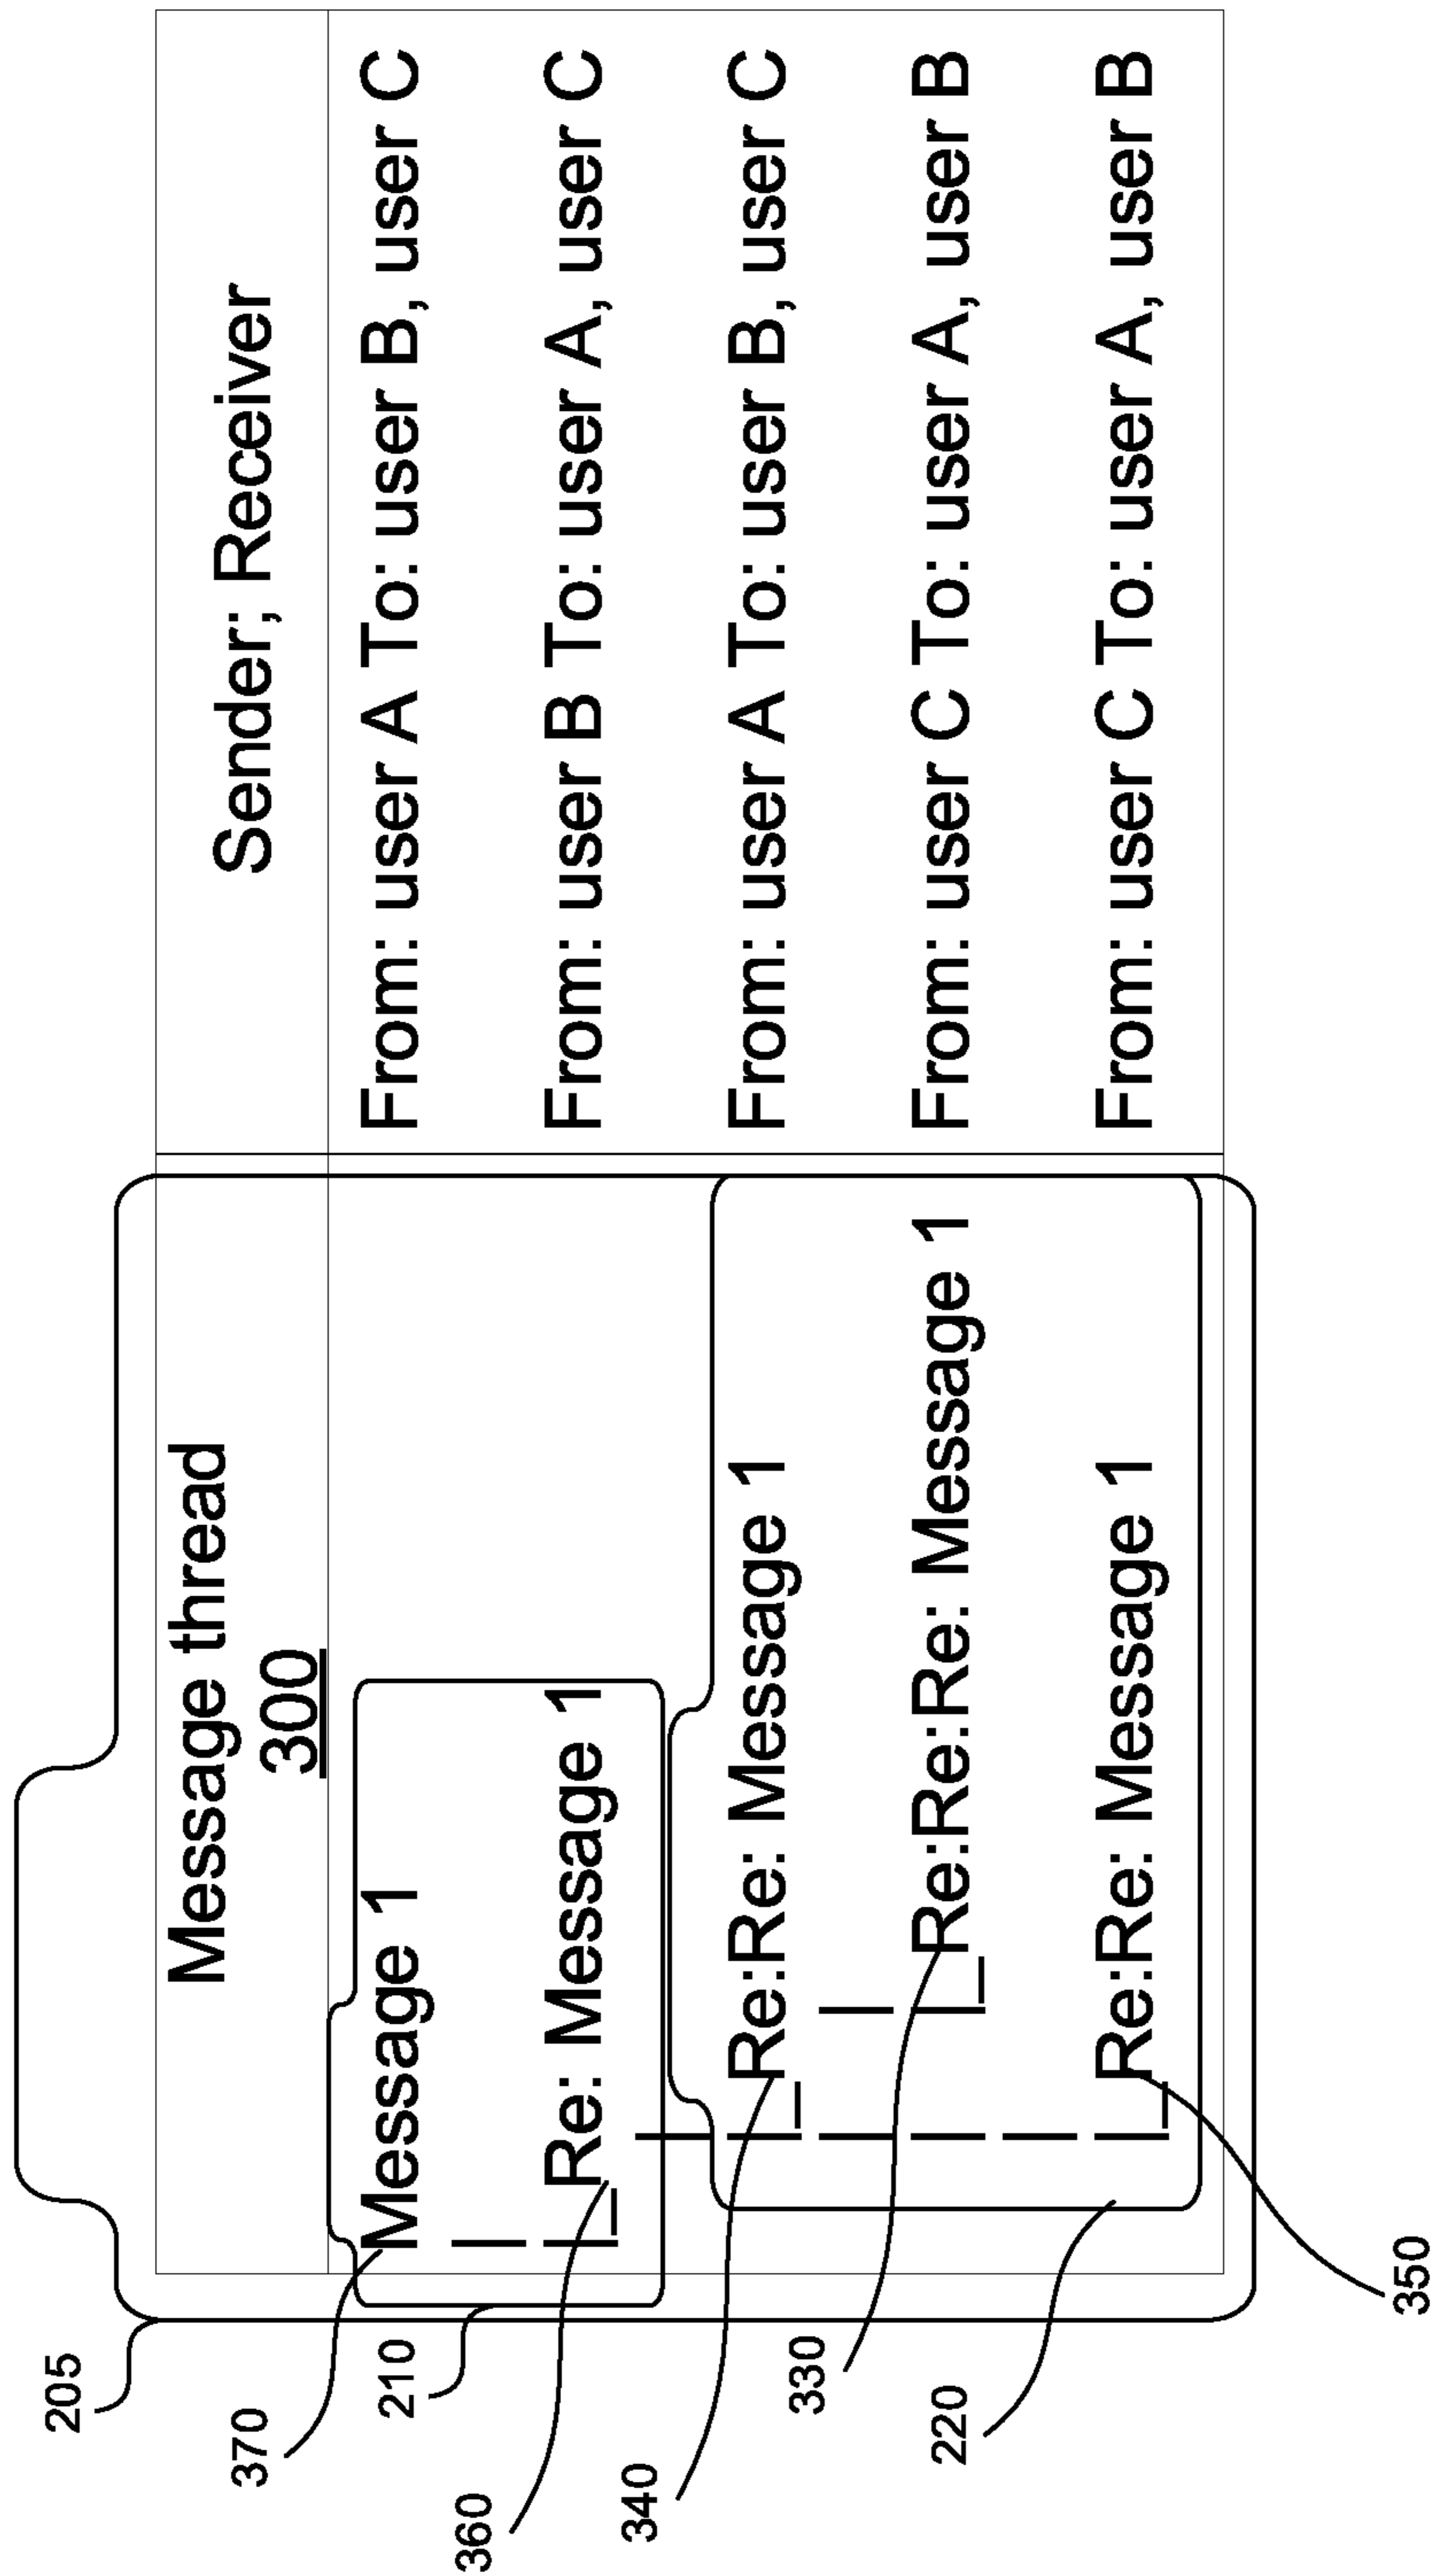 205
Message thread
300
Sender; Receiver
370
Message 1
From: user A To: user B, user C
210
360
Re: Message 1
From: user B To: user A, user C
340
Re:Re: Message 1
From: user A To: user B, user C
330
Re:Re:Re: Message 1
From: user C To: user A, user B
220
Re:Re: Message 1
From: user C To: user A, user B
350